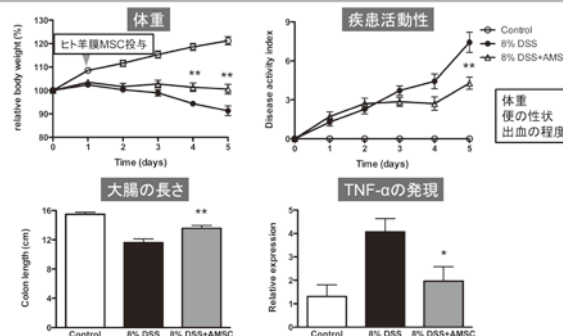 体重
relative body weight (%)
130
120
110
100
90
80
ヒト羊膜MSC投与
**
**
0 1 2 3 4 5
Time (days)
疾患活動性
Disease activity index
9
6
3
0
**
0 1 2 3 4 5
Time (days)
Control
8% DSS
8% DSS+AMSC
体重
便の性状
出血の程度
大腸の長さ
Colon length (cm)
16
12
8
4
0
**
Control 8% DSS 8% DSS+AMSC
TNF-αの発現
Relative expression
5
4
3
2
1
0
*
Control 8% DSS 8% DSS+AMSC